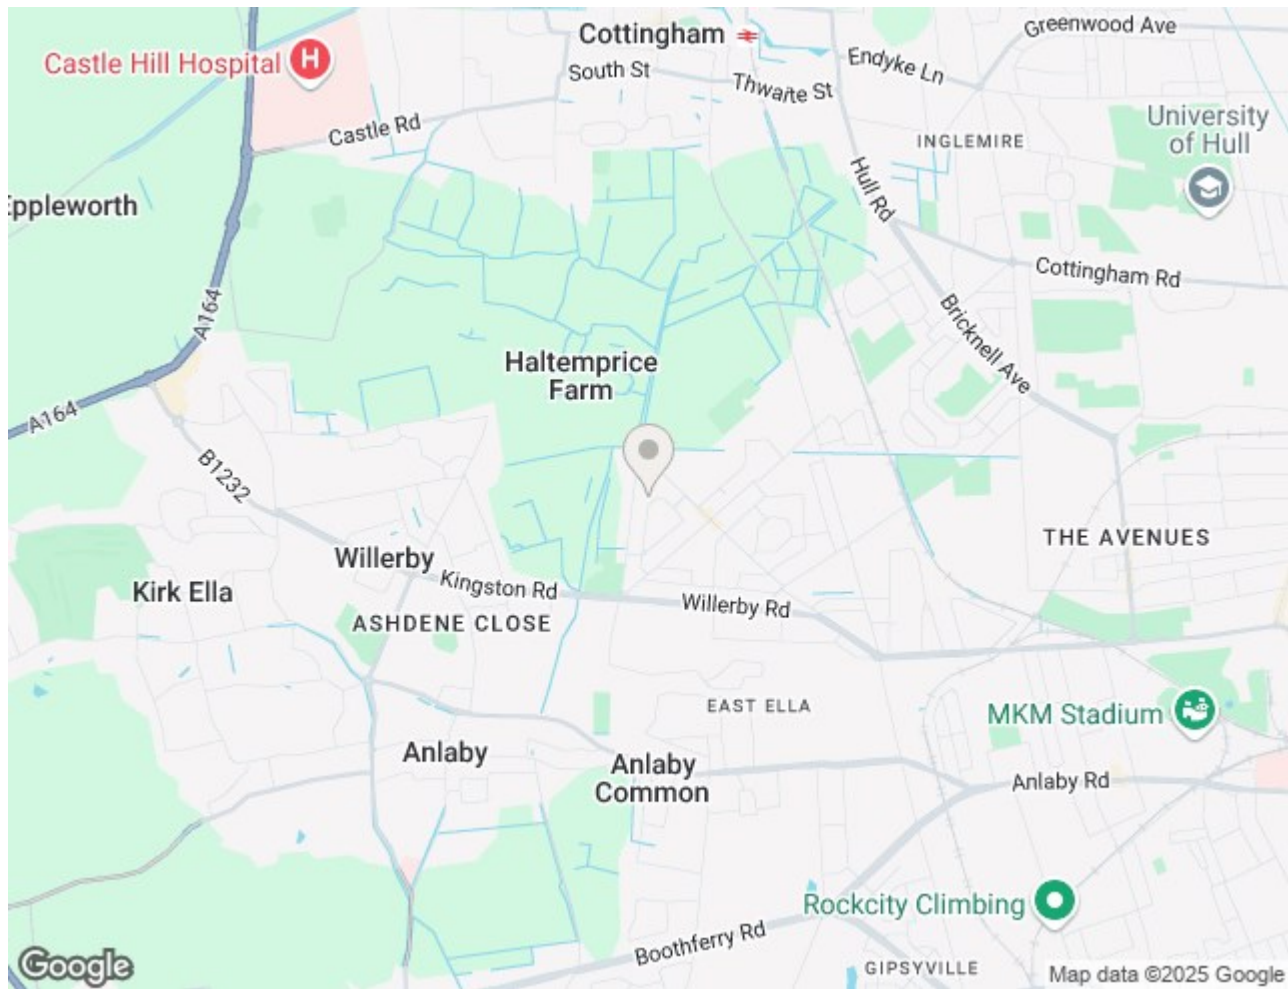 Cottingham
Greenwood Ave
Castle Hill Hospital
H
South St
Endyke Ln
Thwaite St
Castle Rd
University
of Hull
INGLEMIRE
Hull Rd
Eppleworth
Cottingham Rd
A164
Bricknell Ave
Haltemprice
Farm
A164
B1232
THE AVENUES
Willerby
Kingston Rd
Kirk Ella
Willerby Rd
ASHDENE CLOSE
EAST ELLA
MKM Stadium
Anlaby
Anlaby
Common
Anlaby Rd
Rockcity Climbing
Boothferry Rd
GIPSYVILLE
Google
Map data ©2025 Google